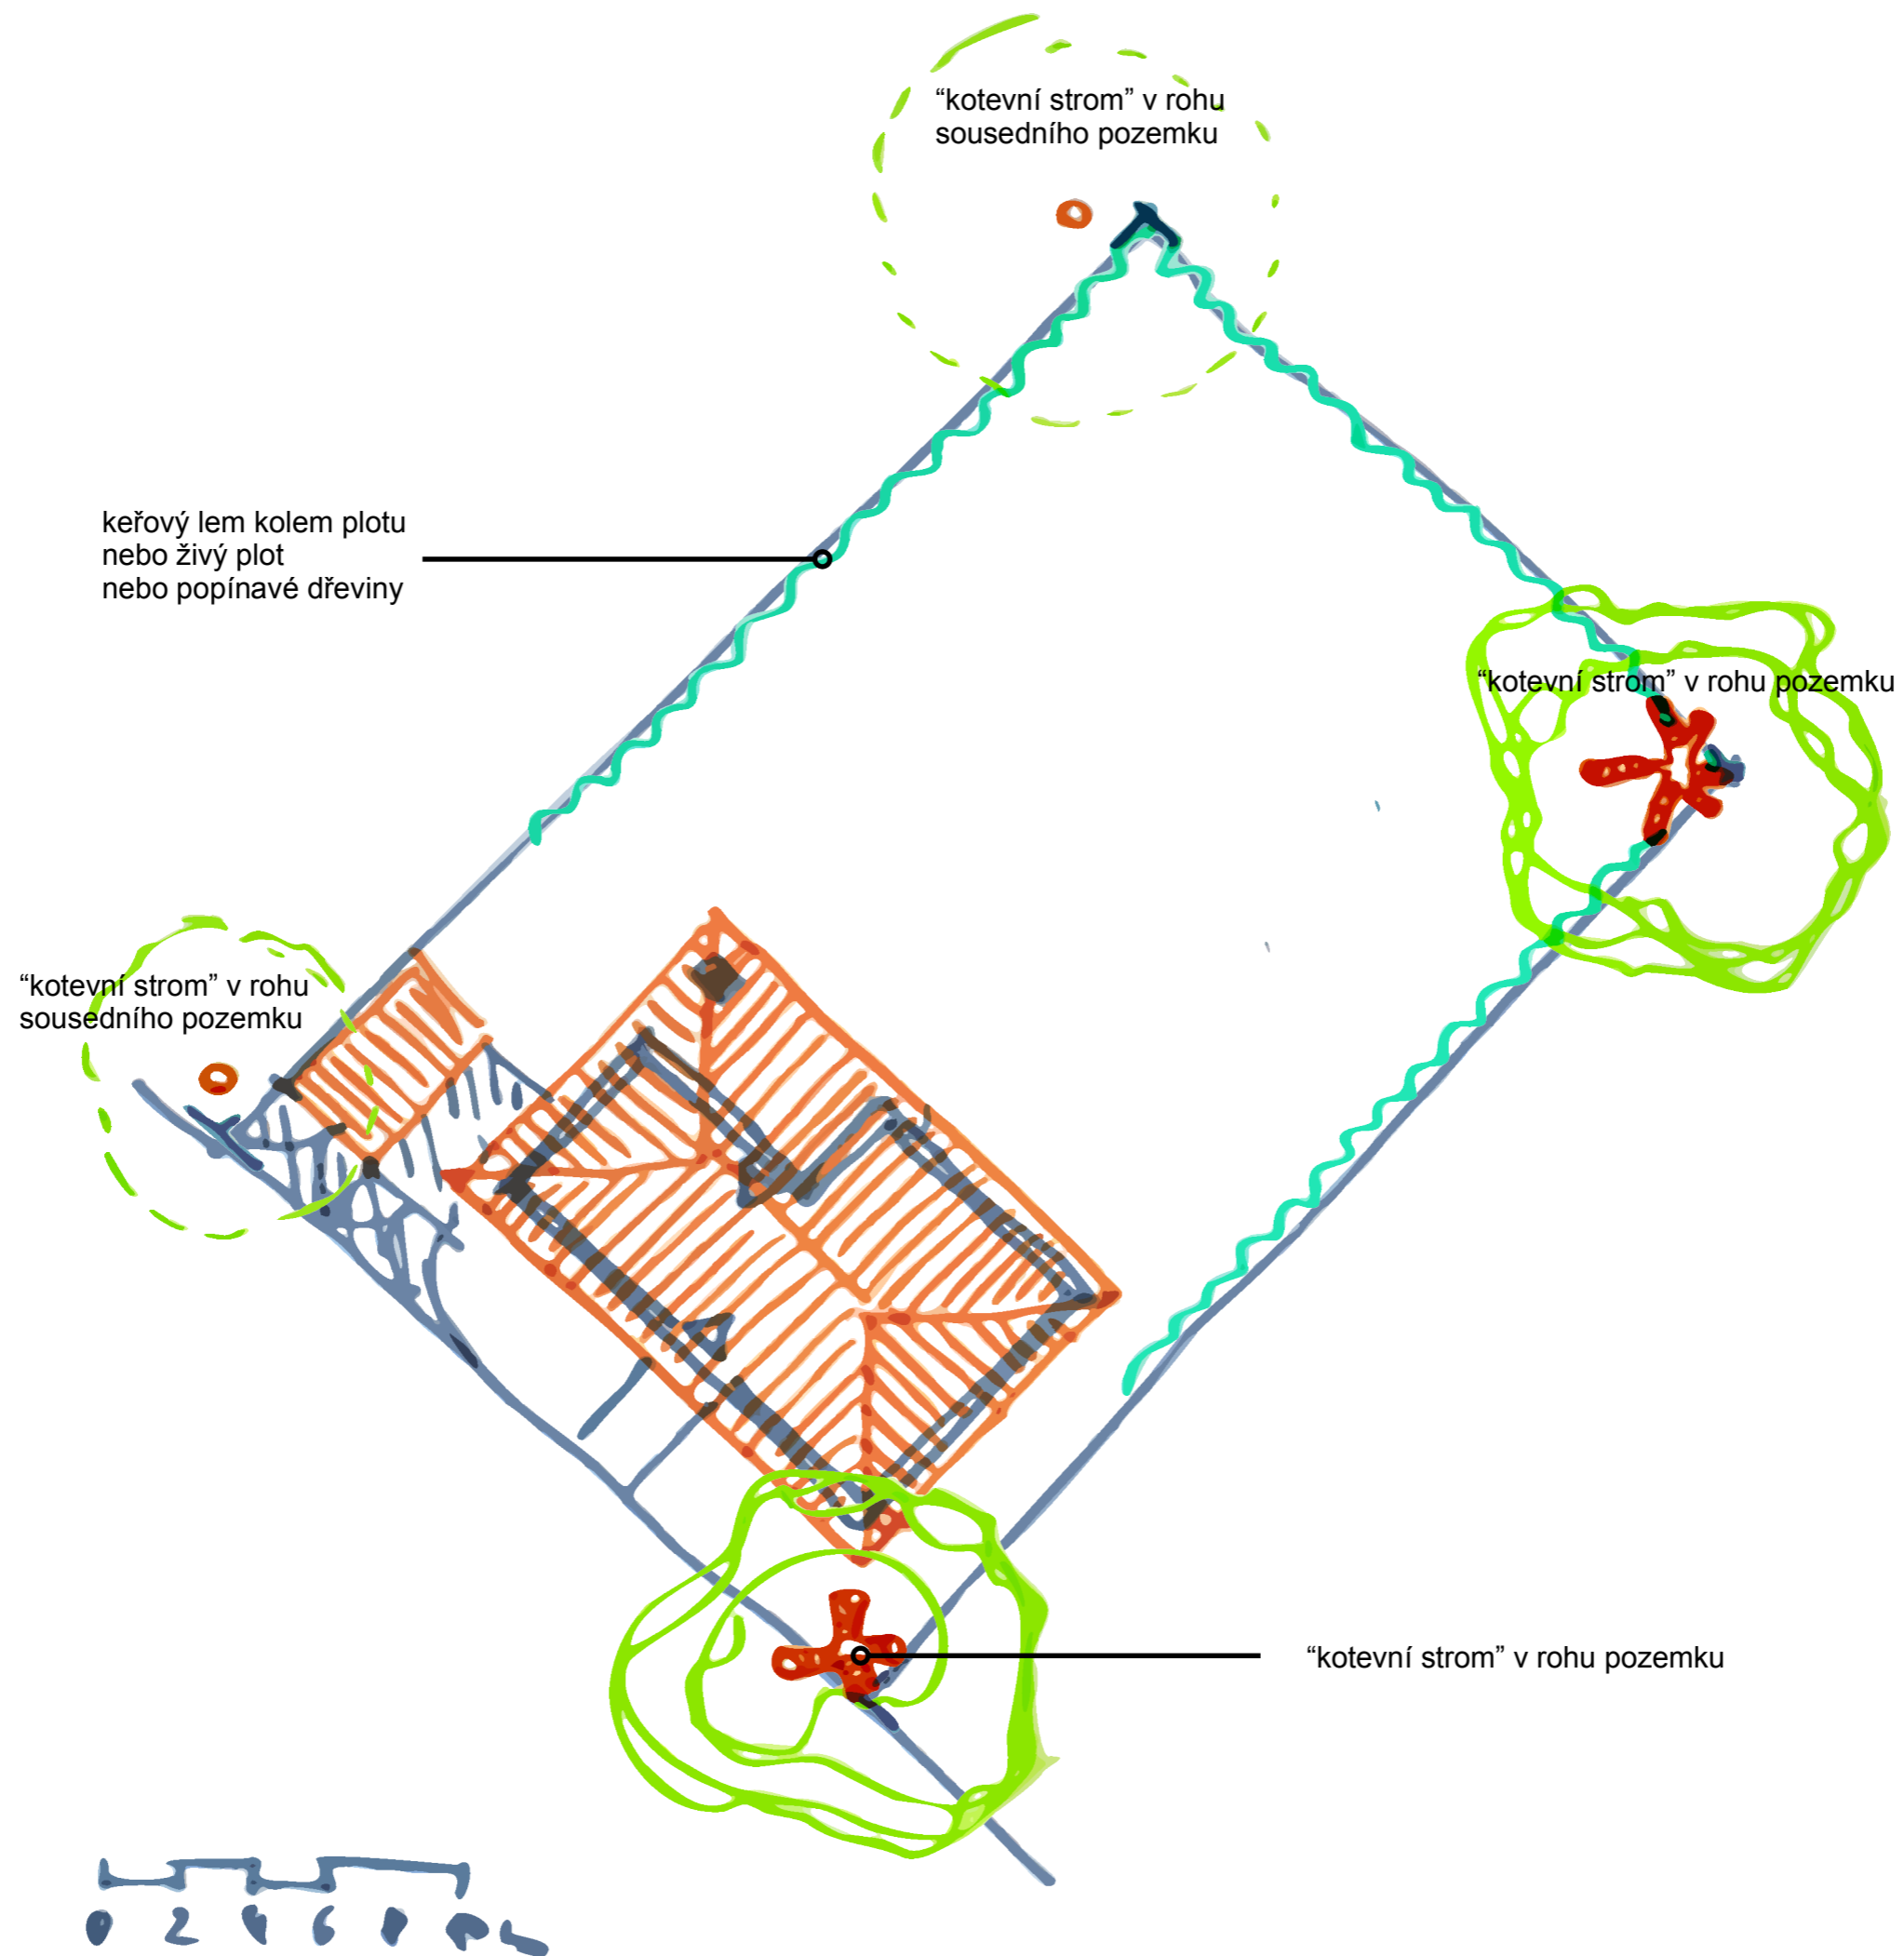 “kotevní strom” v rohu
sousedního pozemku
keřový lem kolem plotu
nebo živý plot
nebo popínavé dřeviny
“kotevní strom” v rohu pozemku
“kotevní strom” v rohu
sousedního pozemku
“kotevní strom” v rohu pozemku
0 2 4 6 8